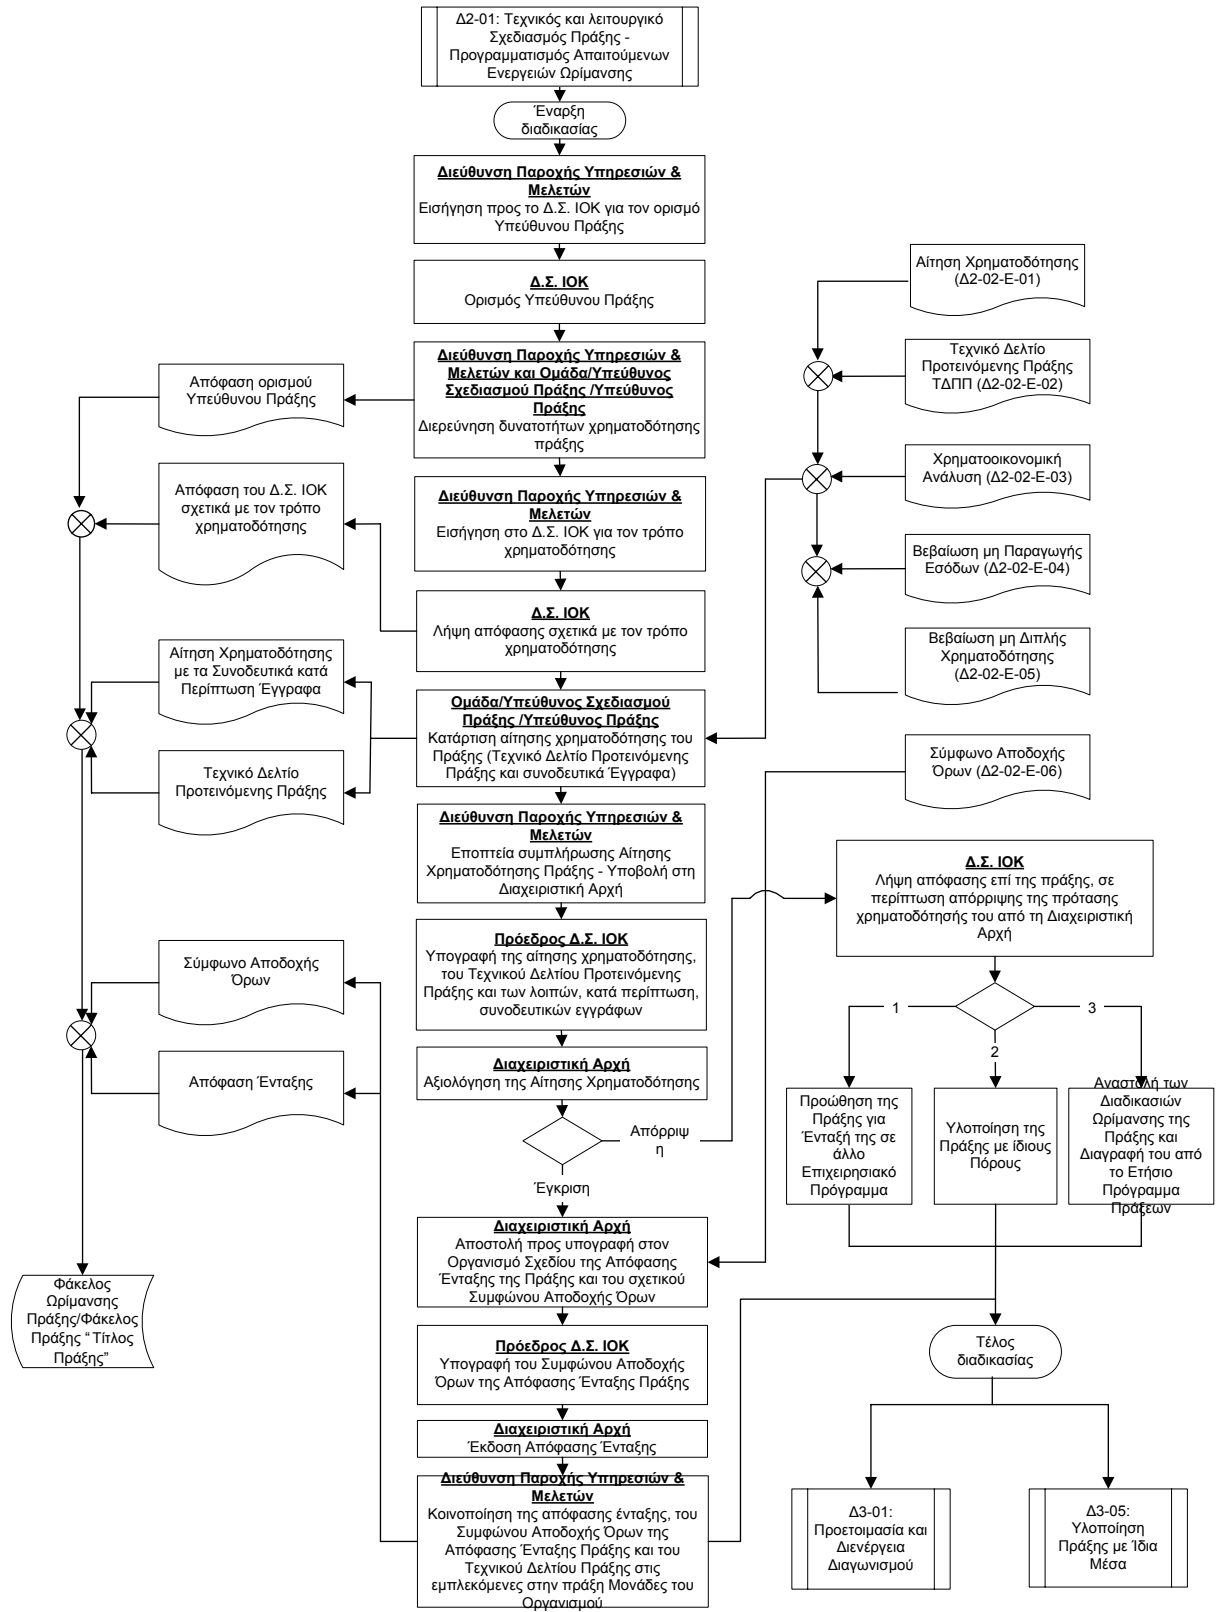 Δ2-01: Τεχνικός και λειτουργικό
Σχεδιασμός Πράξης -
Προγραμματισμός Απαιτούμενων
Ενεργειών Ωρίμανσης
Έναρξη
διαδικασίας
Διεύθυνση Παροχής Υπηρεσιών &
Μελετών
Εισήγηση προς το Δ.Σ. ΙΟΚ για τον ορισμό
Υπεύθυνου Πράξης
Δ.Σ. ΙΟΚ
Ορισμός Υπεύθυνου Πράξης
Διεύθυνση Παροχής Υπηρεσιών &
Μελετών και Ομάδα/Υπεύθυνος
Σχεδιασμού Πράξης /Υπεύθυνος
Πράξης
Διερεύνηση δυνατοτήτων χρηματοδότησης
πράξης
Διεύθυνση Παροχής Υπηρεσιών &
Μελετών
Εισήγηση στο Δ.Σ. ΙΟΚ για τον τρόπο
χρηματοδότησης
Δ.Σ. ΙΟΚ
Λήψη απόφασης σχετικά με τον τρόπο
χρηματοδότησης
Ομάδα/Υπεύθυνος Σχεδιασμού
Πράξης /Υπεύθυνος Πράξης
Κατάρτιση αίτησης χρηματοδότησης του
Πράξης (Τεχνικό Δελτίο Προτεινόμενης
Πράξης και συνοδευτικά Έγγραφα)
Διεύθυνση Παροχής Υπηρεσιών &
Μελετών
Εποπτεία συμπλήρωσης Αίτησης
Χρηματοδότησης Πράξης - Υποβολή στη
Διαχειριστική Αρχή
Πρόεδρος Δ.Σ. ΙΟΚ
Υπογραφή της αίτησης χρηματοδότησης,
του Τεχνικού Δελτίου Προτεινόμενης
Πράξης και των λοιπών, κατά περίπτωση,
συνοδευτικών εγγράφων
Διαχειριστική Αρχή
Αξιολόγηση της Αίτησης Χρηματοδότησης
Απόρριψ
η
Έγκριση
Διαχειριστική Αρχή
Αποστολή προς υπογραφή στον
Οργανισμό Σχεδίου της Απόφασης
Ένταξης της Πράξης και του σχετικού
Συμφώνου Αποδοχής Όρων
Πρόεδρος Δ.Σ. ΙΟΚ
Υπογραφή του Συμφώνου Αποδοχής
Όρων της Απόφασης Ένταξης Πράξης
Διαχειριστική Αρχή
Έκδοση Απόφασης Ένταξης
Διεύθυνση Παροχής Υπηρεσιών &
Μελετών
Κοινοποίηση της απόφασης ένταξης, του
Συμφώνου Αποδοχής Όρων της
Απόφασης Ένταξης Πράξης και του
Τεχνικού Δελτίου Πράξης στις
εμπλεκόμενες στην πράξη Μονάδες του
Οργανισμού
Απόφαση ορισμού
Υπεύθυνου Πράξης
Απόφαση του Δ.Σ. ΙΟΚ
σχετικά με τον τρόπο
χρηματοδότησης
Αίτηση Χρηματοδότησης
με τα Συνοδευτικά κατά
Περίπτωση Έγγραφα
Τεχνικό Δελτίο
Προτεινόμενης Πράξης
Σύμφωνο Αποδοχής
Όρων
Απόφαση Ένταξης
Φάκελος
Ωρίμανσης
Πράξης/Φάκελος
Πράξης “ Τίτλος
Πράξης”
Αίτηση Χρηματοδότησης
(Δ2-02-Ε-01)
Τεχνικό Δελτίο
Προτεινόμενης Πράξης
ΤΔΠΠ (Δ2-02-Ε-02)
Χρηματοοικονομική
Ανάλυση (Δ2-02-Ε-03)
Βεβαίωση μη Παραγωγής
Εσόδων (Δ2-02-Ε-04)
Βεβαίωση μη Διπλής
Χρηματοδότησης
(Δ2-02-Ε-05)
Σύμφωνο Αποδοχής
Όρων (Δ2-02-Ε-06)
Δ.Σ. ΙΟΚ
Λήψη απόφασης επί της πράξης, σε
περίπτωση απόρριψης της πρότασης
χρηματοδότησής του από τη Διαχειριστική
Αρχή
1
2
3
Προώθηση της
Πράξης για
Ένταξή της σε
άλλο
Επιχειρησιακό
Πρόγραμμα
Υλοποίηση της
Πράξης με ίδιους
Πόρους
Αναστολή των
Διαδικασιών
Ωρίμανσης της
Πράξης και
Διαγραφή του από
το Ετήσιο
Πρόγραμμα
Πράξεων
Τέλος
διαδικασίας
Δ3-01:
Προετοιμασία και
Διενέργεια
Διαγωνισμού
Δ3-05:
Υλοποίηση
Πράξης με Ίδια
Μέσα